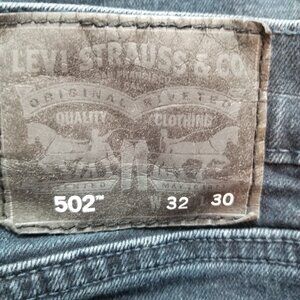 LEVI STRAUSS & CO.
ORIGINAL RIVETED
QUALITY CLOTHING
502™ W 32 L 30